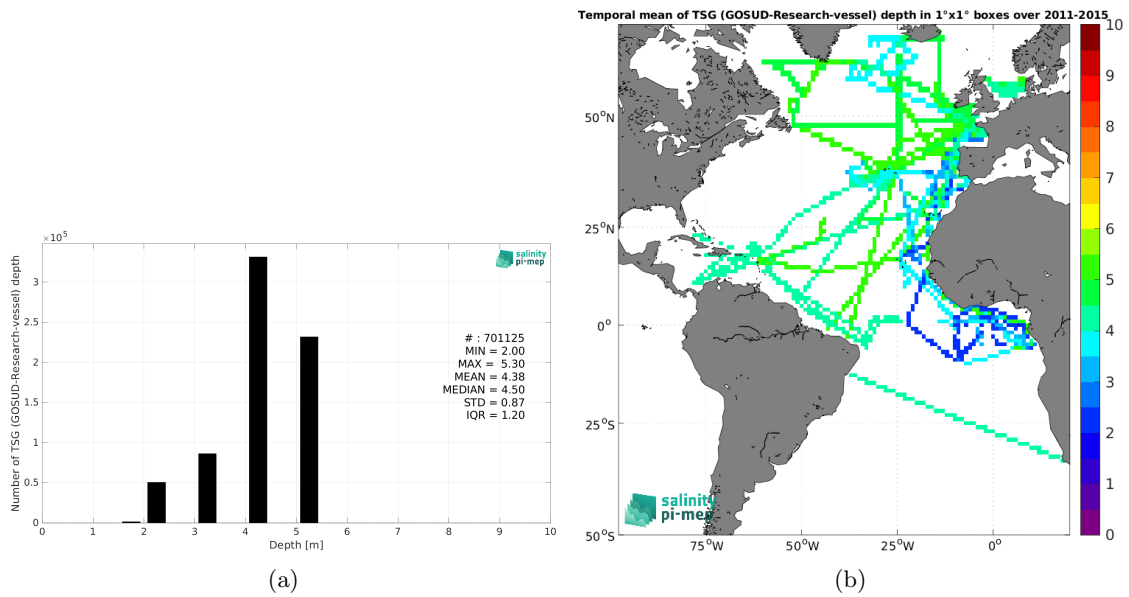 ×10⁵
3
2.5
2
1.5
1
0.5
0
0 1 2 3 4 5 6 7 8 9 10
Number of TSG (GOSUD-Research-vessel) depth
Depth [m]
salinity
pi-mep
# : 701125
MIN = 2.00
MAX = 5.30
MEAN = 4.38
MEDIAN = 4.50
STD = 0.87
IQR = 1.20
(a)
Temporal mean of TSG (GOSUD-Research-vessel) depth in 1°x1° boxes over 2011-2015
50°N
25°N
0°
25°S
50°S
75°W 50°W 25°W 0°
salinity
pi-mep
10
9
8
7
6
5
4
3
2
1
0
(b)